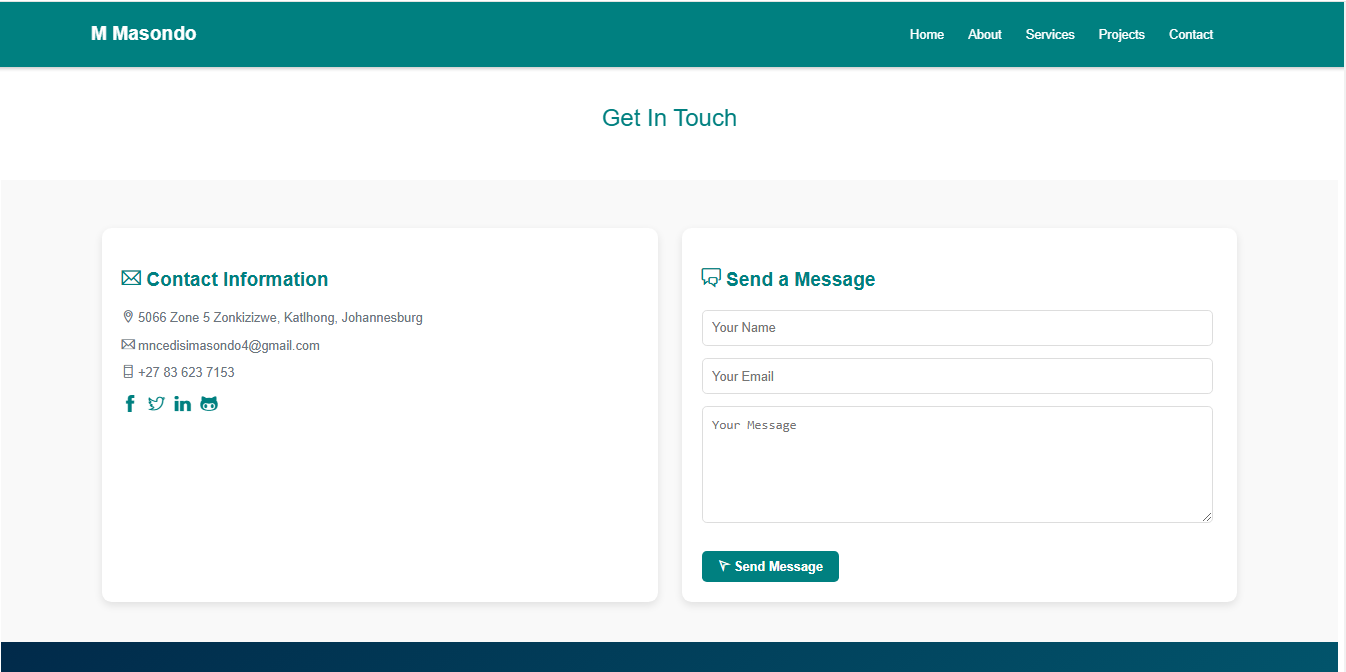 M Masondo
Home About Services Projects Contact
Get In Touch
Contact Information
5066 Zone 5 Zonkizizwe, Katlhong, Johannesburg
mncedisimasondo4@gmail.com
+27 83 623 7153
Send a Message
Your Name
Your Email
Your Message
Send Message